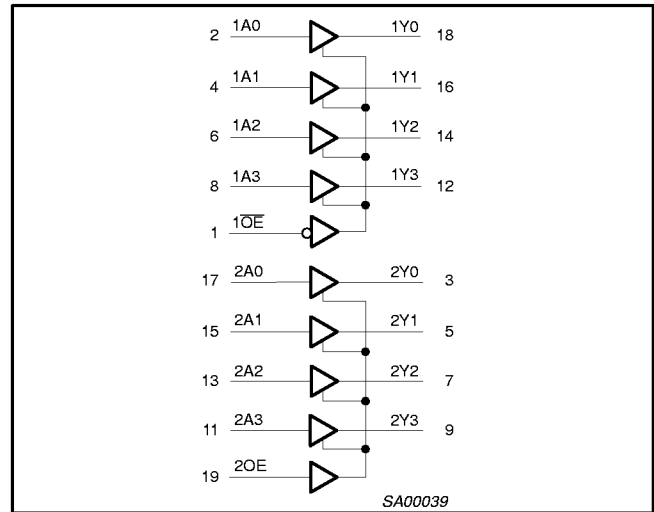 2 1A0 1Y0 18
4 1A1 1Y1 16
6 1A2 1Y2 14
8 1A3 1Y3 12
1 1O̅E̅
17 2A0 2Y0 3
15 2A1 2Y1 5
13 2A2 2Y2 7
11 2A3 2Y3 9
19 2OE
SA00039